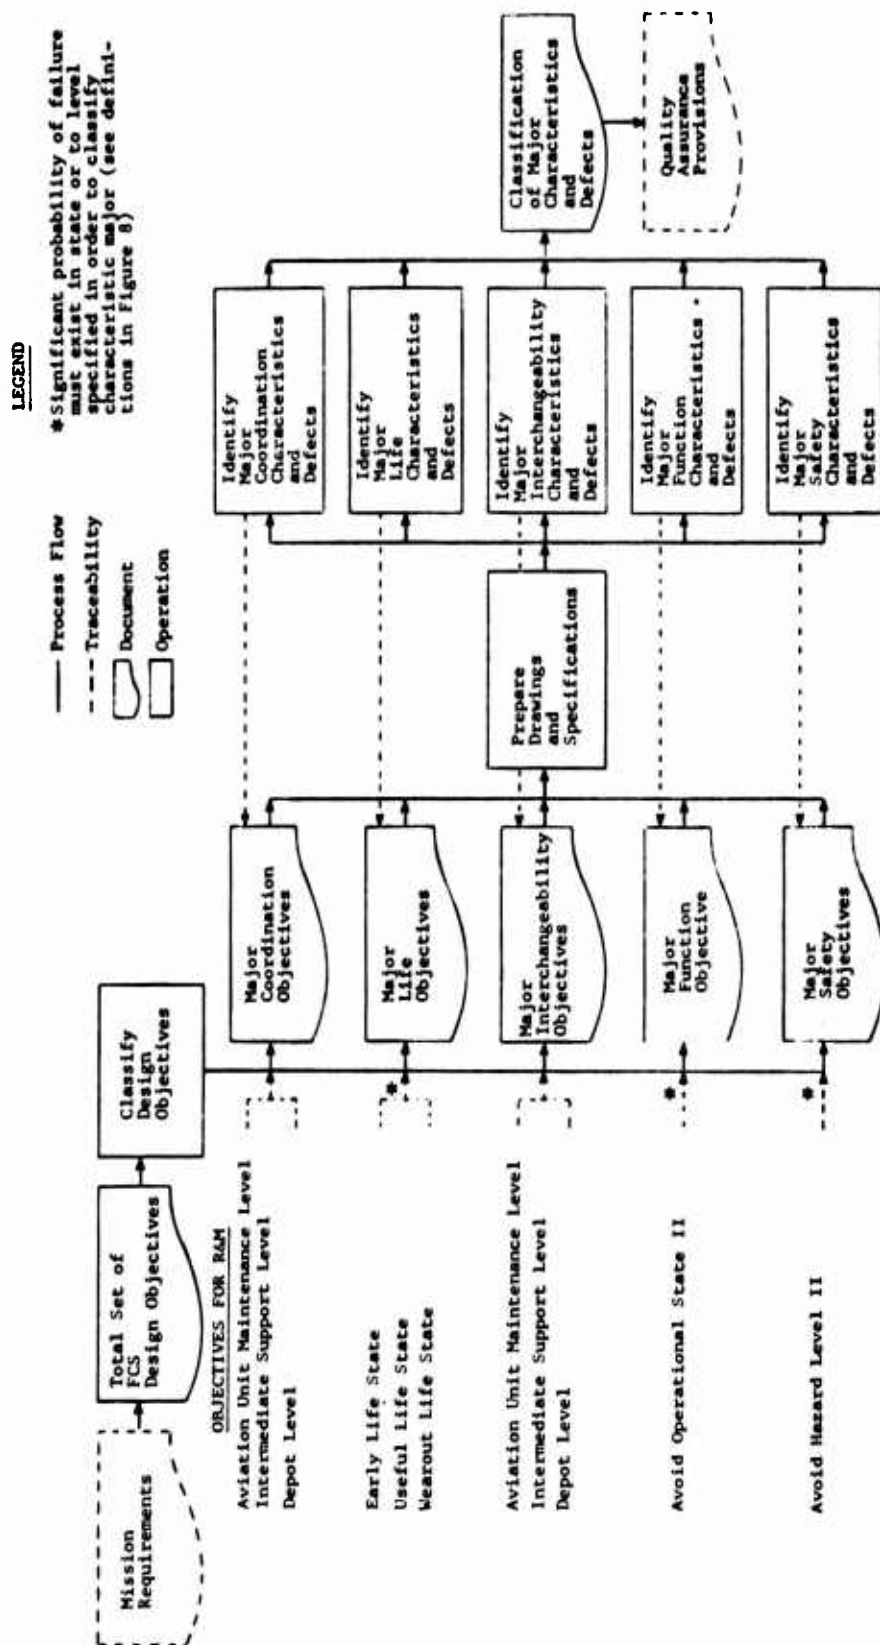 LEGEND
Process Flow
Traceability
Document
Operation
*Significant probability of failure
must exist in state or to level
specified in order to classify
characteristic major (see defini-
tions in Figure 8)
Mission
Requirements
Total Set of
FCS
Design Objectives
Classify
Design
Objectives
OBJECTIVES FOR R&M
Aviation Unit Maintenance Level
Intermediate Support Level
Depot Level
Major
Coordination
Objectives
Identify
Major
Coordination
Characteristics
and
Defects
Early Life State
Useful Life State
Wearout Life State
*
Major
Life
Objectives
Identify
Major
Life
Characteristics
and
Defects
Aviation Unit Maintenance Level
Intermediate Support Level
Depot Level
Major
Interchangeability
Objectives
Prepare
Drawings
and
Specifications
Identify
Major
Interchangeability
Characteristics
and
Defects
Classification
of Major
Characteristics
and
Defects
Avoid Operational State II
*
Major
Function
Objective
Identify
Major
Function
Characteristics
and
Defects
Quality
Assurance
Provisions
Avoid Hazard Level II
*
Major
Safety
Objectives
Identify
Major
Safety
Characteristics
and
Defects